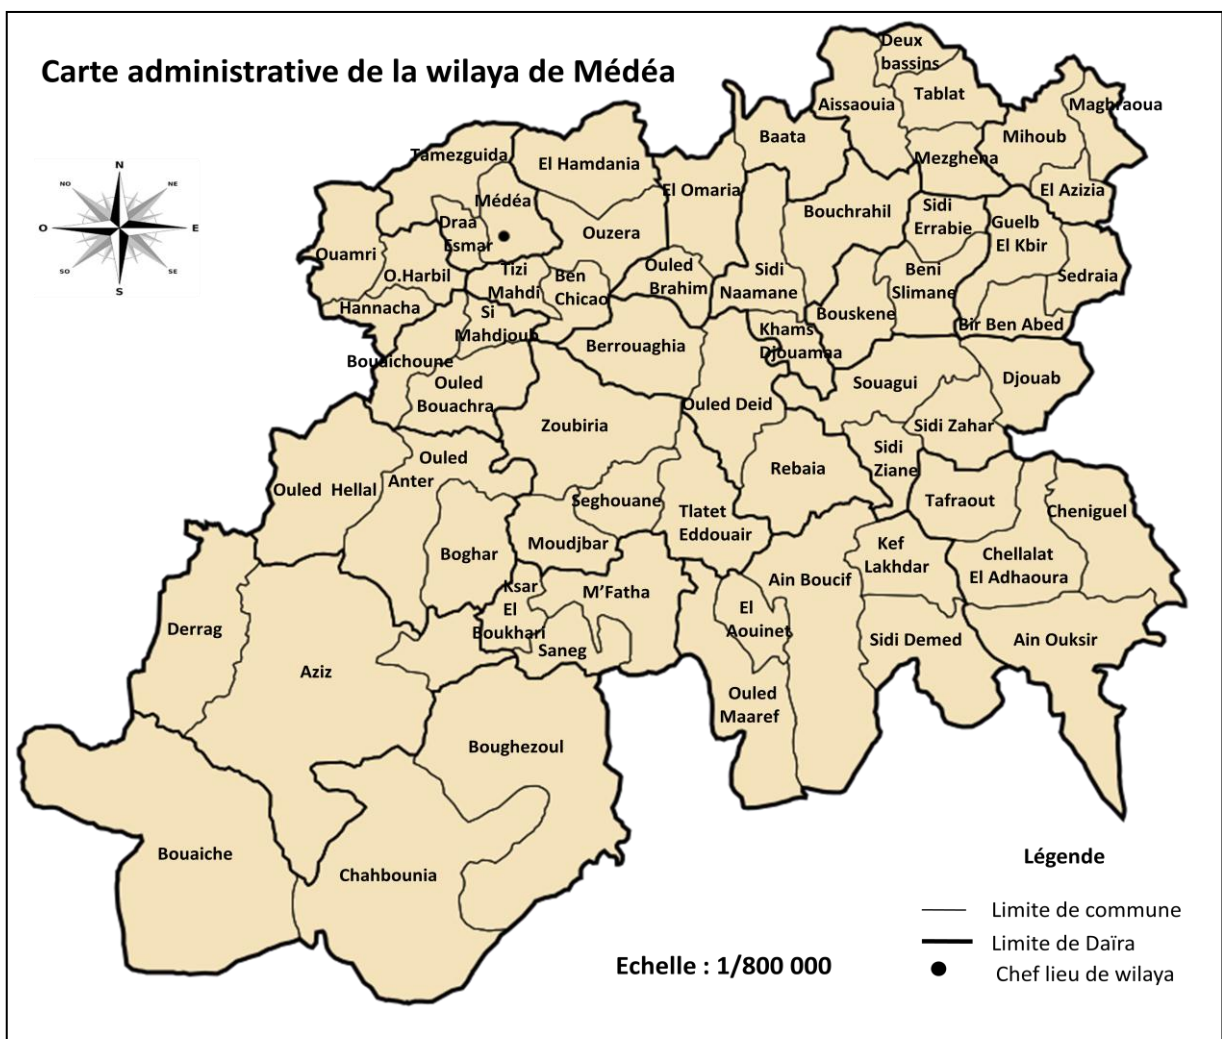 Carte administrative de la wilaya de Médéa
N
NO
NE
O
E
SO
SE
S
Deux
bassins
Aissaouia
Tablat
Maghraoua
Baata
Mihoub
Tamezguida
El Hamdania
Mezghena
El Omaria
El Azizia
Médéa
Bouchrahil
Sidi
Errabie
Guelb
El Kbir
Draa
Esmar
Ouzera
Ouamri
O.Harbil
Tizi
Mahdi
Ben
Chicao
Ouled
Brahim
Sidi
Naamane
Beni
Slimane
Sedraia
Hannacha
Si
Mahdjoub
Bouskene
Bir Ben Abed
Khams
Djouamaa
Berrouaghia
Bouaichoune
Ouled
Bouachra
Souagui
Djouab
Ouled Deid
Zoubiria
Sidi Zahar
Ouled
Anter
Sidi
Ziane
Rebaia
Ouled Hellal
Seghouane
Tafraout
Cheniguel
Tlatet
Eddouair
Moudjbar
Boghar
Kef
Lakhdar
Chellalat
El Adhaoura
Ain Boucif
Ksar
El
Boukhari
M’Fatha
El
Aouinet
Derrag
Saneg
Sidi Demed
Ain Ouksir
Aziz
Ouled
Maaref
Boughezoul
Bouaiche
Chahbounia
Légende
Limite de commune
Limite de Daïra
Chef lieu de wilaya
Echelle : 1/800 000